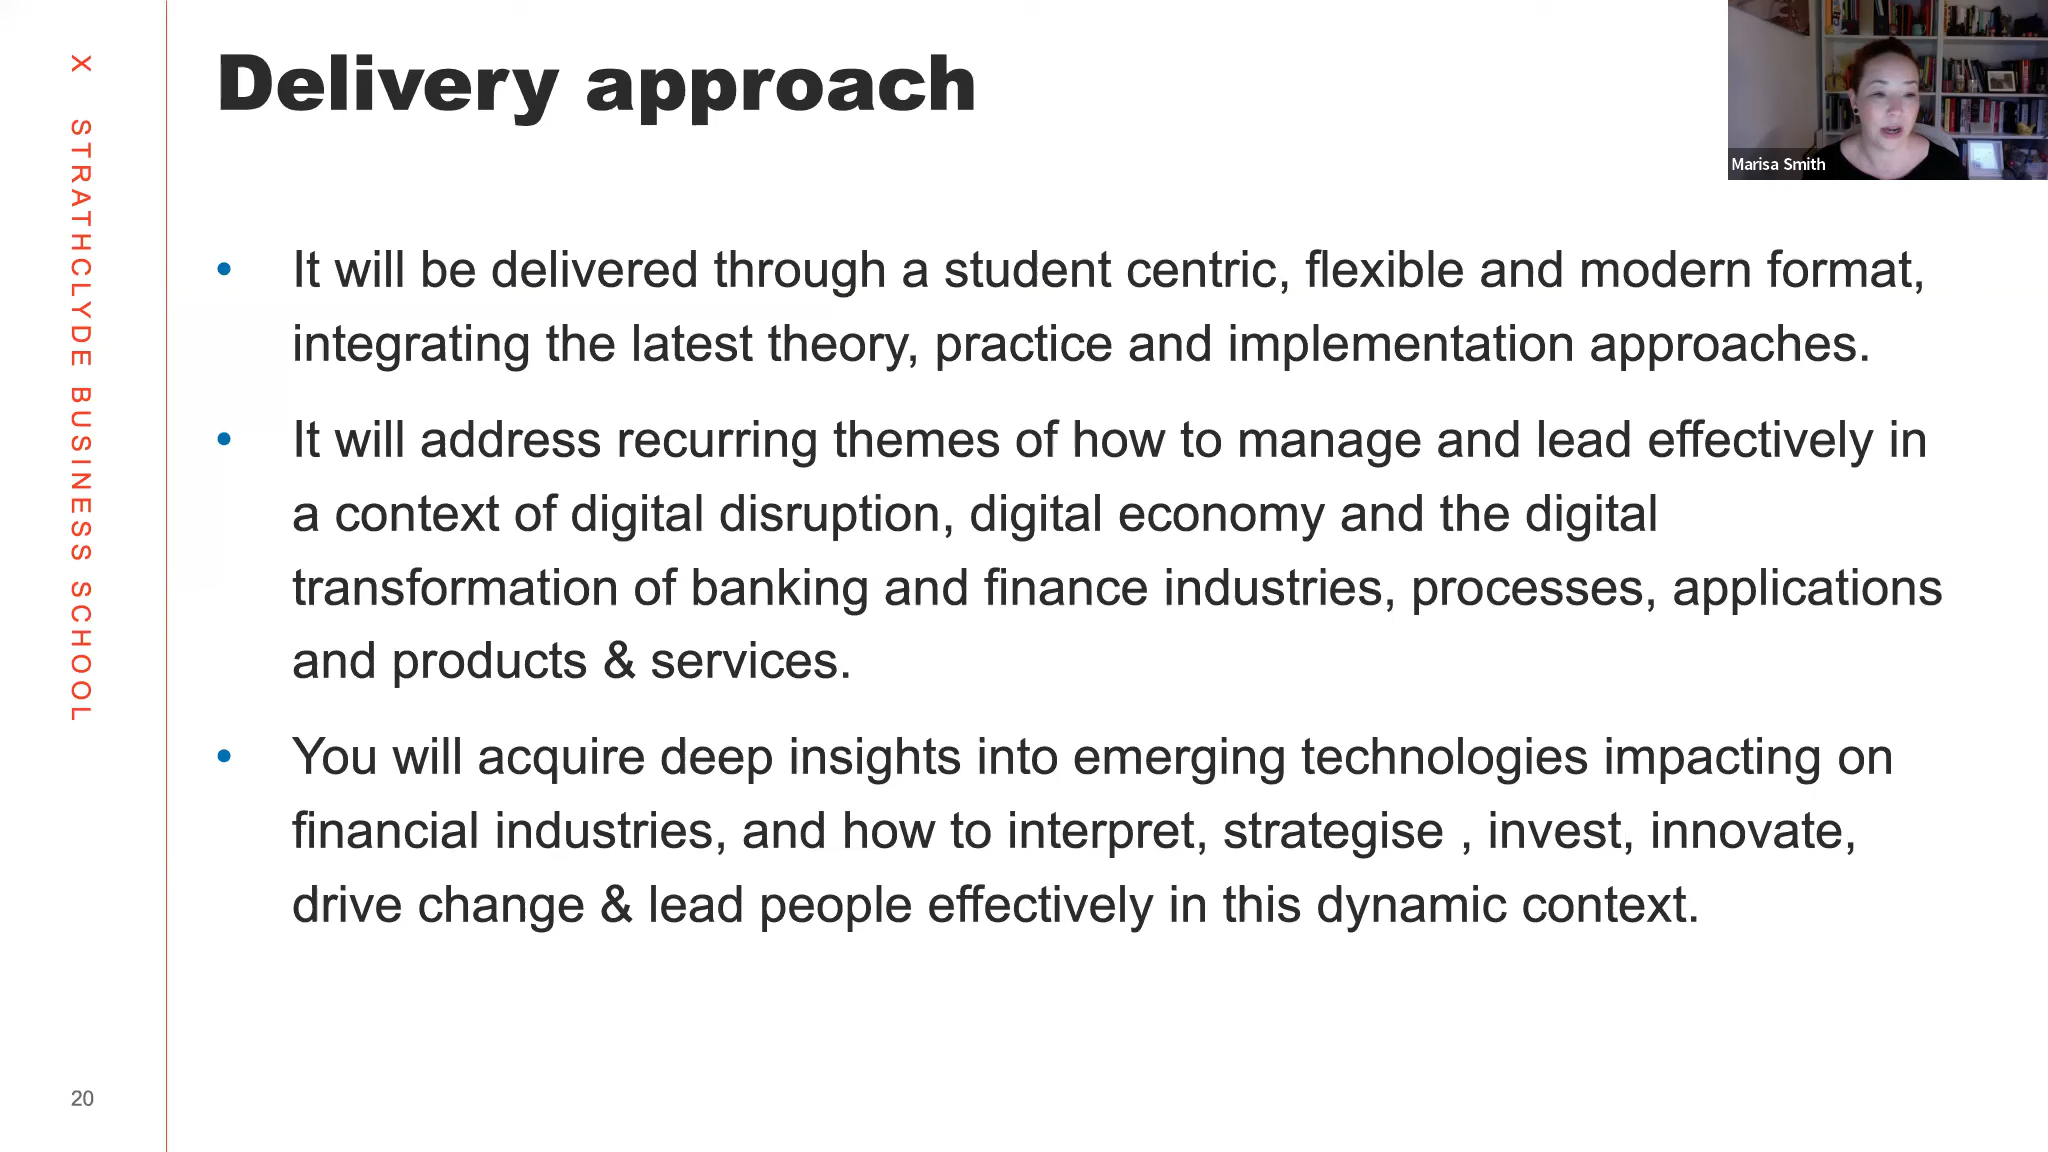 X STRATHCLYDE BUSINESS SCHOOL
Delivery approach
Marisa Smith
• It will be delivered through a student centric, flexible and modern format,
integrating the latest theory, practice and implementation approaches.
• It will address recurring themes of how to manage and lead effectively in
a context of digital disruption, digital economy and the digital
transformation of banking and finance industries, processes, applications
and products & services.
• You will acquire deep insights into emerging technologies impacting on
financial industries, and how to interpret, strategise , invest, innovate,
drive change & lead people effectively in this dynamic context.
20